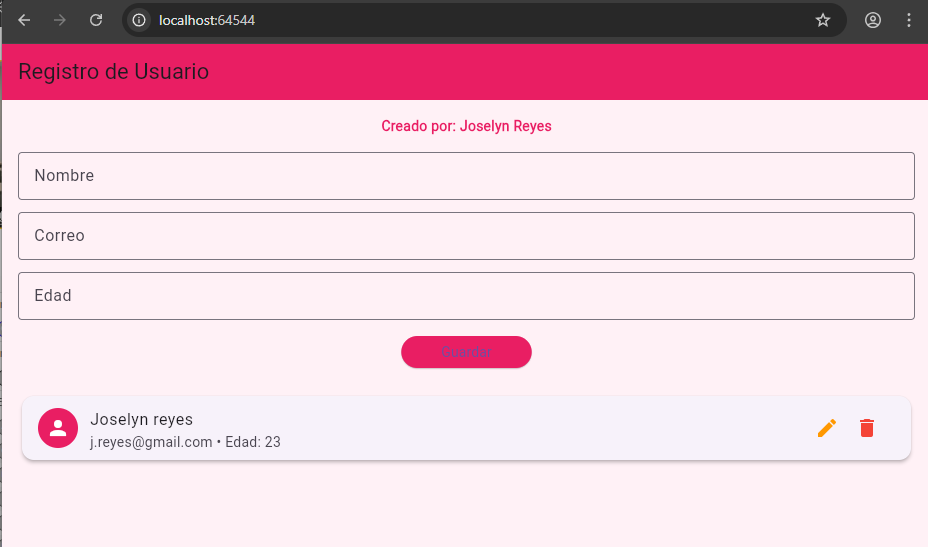 localhost:64544
Registro de Usuario
Creado por: Joselyn Reyes
Nombre
Correo
Edad
Guardar
Joselyn reyes
j.reyes@gmail.com • Edad: 23